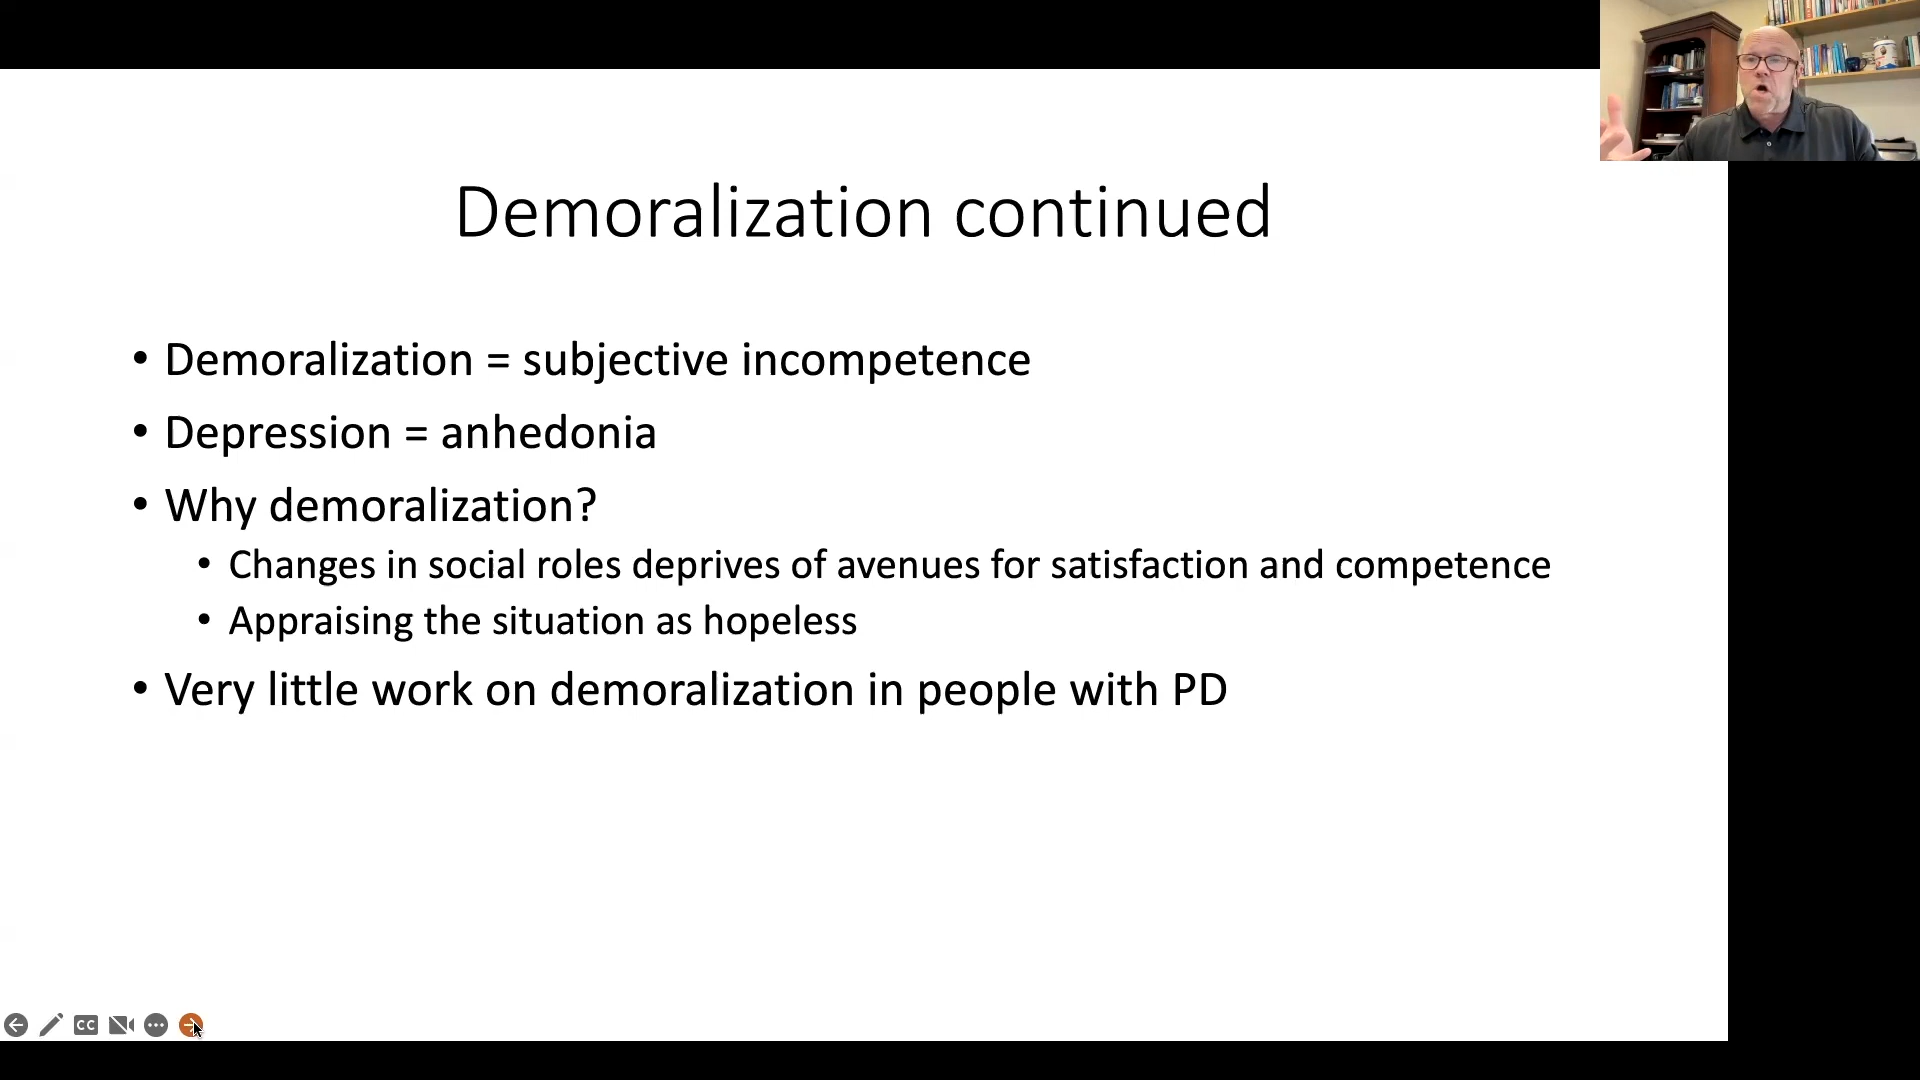 Demoralization continued
• Demoralization = subjective incompetence
• Depression = anhedonia
• Why demoralization?
• Changes in social roles deprives of avenues for satisfaction and competence
• Appraising the situation as hopeless
• Very little work on demoralization in people with PD
CC